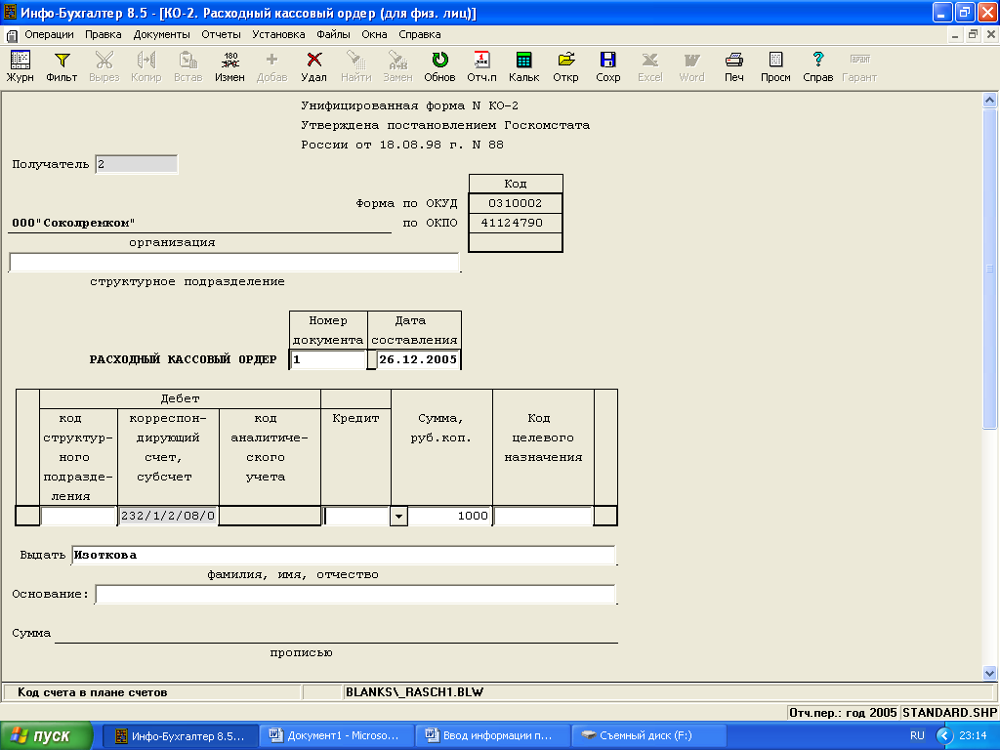 Инфо-Бухгалтер 8.5 - [КО-2. Расходный кассовый ордер (для физ. лиц)]
Операции Правка Документы Отчеты Установка Файлы Окна Справка
Журн Фильт Вырез Копир Встав Измен Добав Удал Найти Замен Обнов Отч.п Кальк Откр Сохр Excel Word Печ Просм Справ Гарант
Унифицированная форма N КО-2
Утверждена постановлением Госкомстата
России от 18.08.98 г. N 88
Получатель 2
Код
Форма по ОКУД 0310002
ООО"Соколремком" по ОКПО 41124790
организация
структурное подразделение
Номер Дата
документа составления
РАСХОДНЫЙ КАССОВЫЙ ОРДЕР 1 26.12.2005
Дебет
код корреспон- код Кредит Сумма, Код
структур- дирующий аналитиче- руб.коп. целевого
ного счет, ского назначения
подразде- субсчет учета
ления
232/1/2/08/0 1000
Выдать Изоткова
фамилия, имя, отчество
Основание:
Сумма
прописью
Код счета в плане счетов BLANKS\_RASCH1.BLW
Отч.пер.: год 2005 STANDARD.SHP
пуск Инфо-Бухгалтер 8.5... Документ1 - Microso... Ввод информации п... Съемный диск (F:) RU 23:14